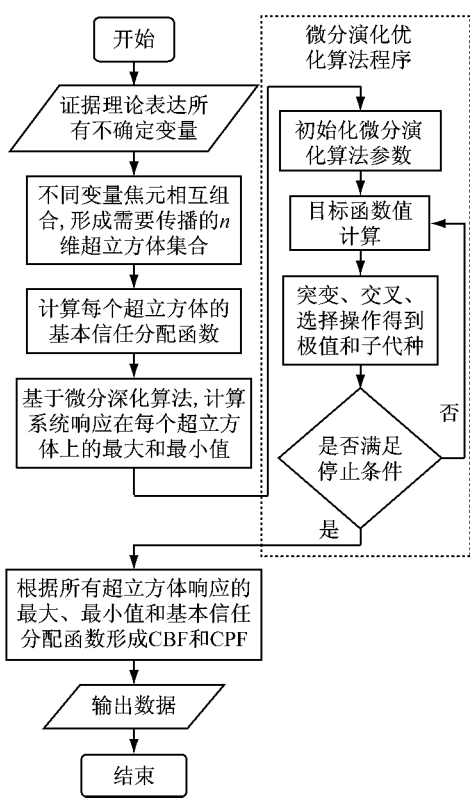 开始
证据理论表达所
有不确定变量
不同变量焦元相互组
合,形成需要传播的n
维超立方体集合
计算每个超立方体的
基本信任分配函数
基于微分深化算法,计算
系统响应在每个超立方
体上的最大和最小值
微分演化优
化算法程序
初始化微分演
化算法参数
目标函数值
计算
突变、交叉、
选择操作得到
极值和子代种
是否满足
停止条件
否
是
根据所有超立方体响应的
最大、最小值和基本信任
分配函数形成CBF和CPF
输出数据
结束